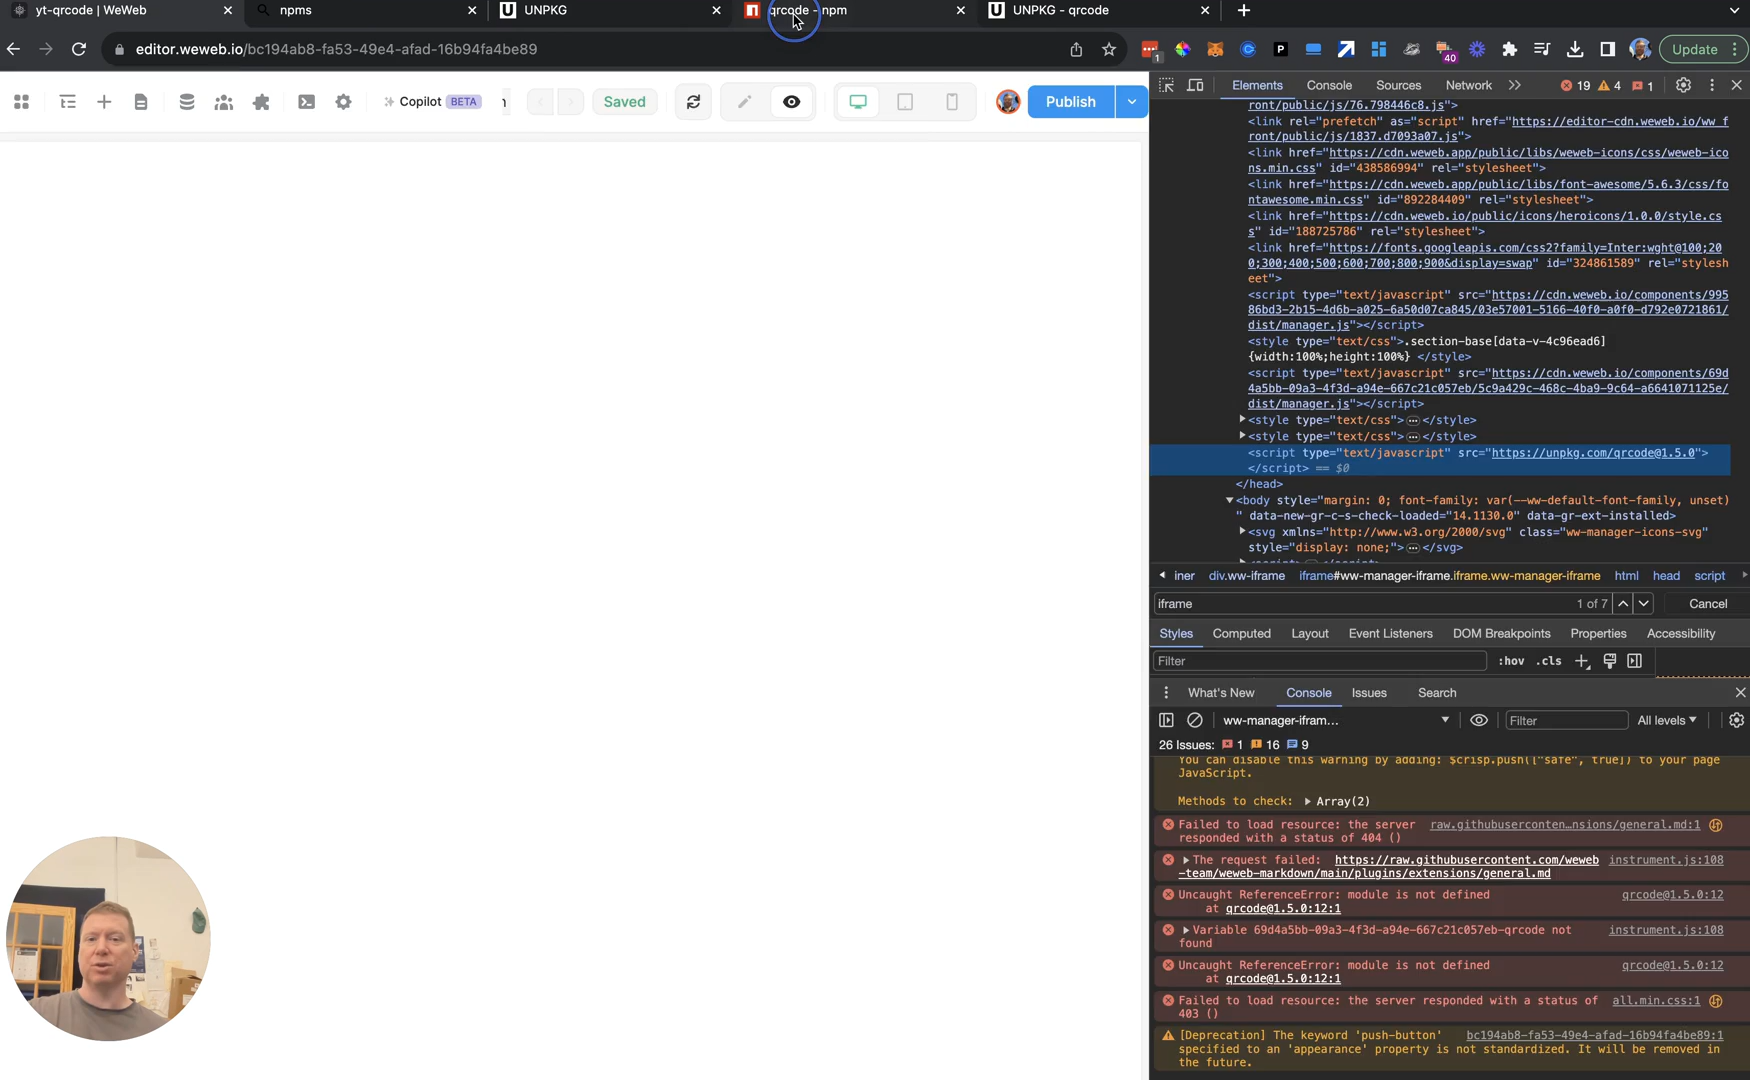 yt-qrcode | WeWeb
npms
UNPKG
qrcode - npm
UNPKG - qrcode
editor.weweb.io/bc194ab8-fa53-49e4-afad-16b94fa4be89
1
P
40
Update
Copilot BETA
Saved
Publish
Elements Console Sources Network 19 4 1
ront/public/js/76.798446c8.js">
<link rel="prefetch" as="script" href="https://editor-cdn.weweb.io/ww_f
ront/public/js/1837.d7093a07.js">
<link href="https://cdn.weweb.app/public/libs/weweb-icons/css/weweb-ico
ns.min.css" id="438586994" rel="stylesheet">
<link href="https://cdn.weweb.app/public/libs/font-awesome/5.6.3/css/fo
ntawesome.min.css" id="892284409" rel="stylesheet">
<link href="https://cdn.weweb.io/public/icons/heroicons/1.0.0/style.cs
s" id="188725786" rel="stylesheet">
<link href="https://fonts.googleapis.com/css2?family=Inter:wght@100;20
0;300;400;500;600;700;800;900&display=swap" id="324861589" rel="stylesh
eet">
<script type="text/javascript" src="https://cdn.weweb.io/components/995
86bd3-2b15-4d6b-a025-6a50d07ca845/03e57001-5166-40f0-a0f0-d792e0721861/
dist/manager.js"></script>
<style type="text/css">.section-base[data-v-4c96ead6]
{width:100%;height:100%} </style>
<script type="text/javascript" src="https://cdn.weweb.io/components/69d
4a5bb-09a3-4f3d-a94e-667c21c057eb/5c9a429c-468c-4ba9-9c64-a6641071125e/
dist/manager.js"></script>
<style type="text/css">…</style>
<style type="text/css">…</style>
<script type="text/javascript" src="https://unpkg.com/qrcode@1.5.0">
</script> == $0
</head>
<body style="margin: 0; font-family: var(--ww-default-font-family, unset)
" data-new-gr-c-s-check-loaded="14.1130.0" data-gr-ext-installed>
<svg xmlns="http://www.w3.org/2000/svg" class="ww-manager-icons-svg"
style="display: none;">…</svg>
iner div.ww-iframe iframe#ww-manager-iframe.iframe.ww-manager-iframe html head script
iframe 1 of 7 Cancel
Styles Computed Layout Event Listeners DOM Breakpoints Properties Accessibility
Filter :hov .cls
What's New Console Issues Search
ww-manager-ifram… Filter All levels
26 Issues: 1 16 9
You can disable this warning by adding: $crisp.push(["safe", true]) to your page
JavaScript.
Methods to check: Array(2)
Failed to load resource: the server raw.githubuserconten…nsions/general.md:1
responded with a status of 404 ()
The request failed: https://raw.githubusercontent.com/weweb instrument.js:108
-team/weweb-markdown/main/plugins/extensions/general.md
Uncaught ReferenceError: module is not defined qrcode@1.5.0:12
at qrcode@1.5.0:12:1
Variable 69d4a5bb-09a3-4f3d-a94e-667c21c057eb-qrcode not instrument.js:108
found
Uncaught ReferenceError: module is not defined qrcode@1.5.0:12
at qrcode@1.5.0:12:1
Failed to load resource: the server responded with a status of all.min.css:1
403 ()
[Deprecation] The keyword 'push-button' bc194ab8-fa53-49e4-afad-16b94fa4be89:1
specified to an 'appearance' property is not standardized. It will be removed in
the future.